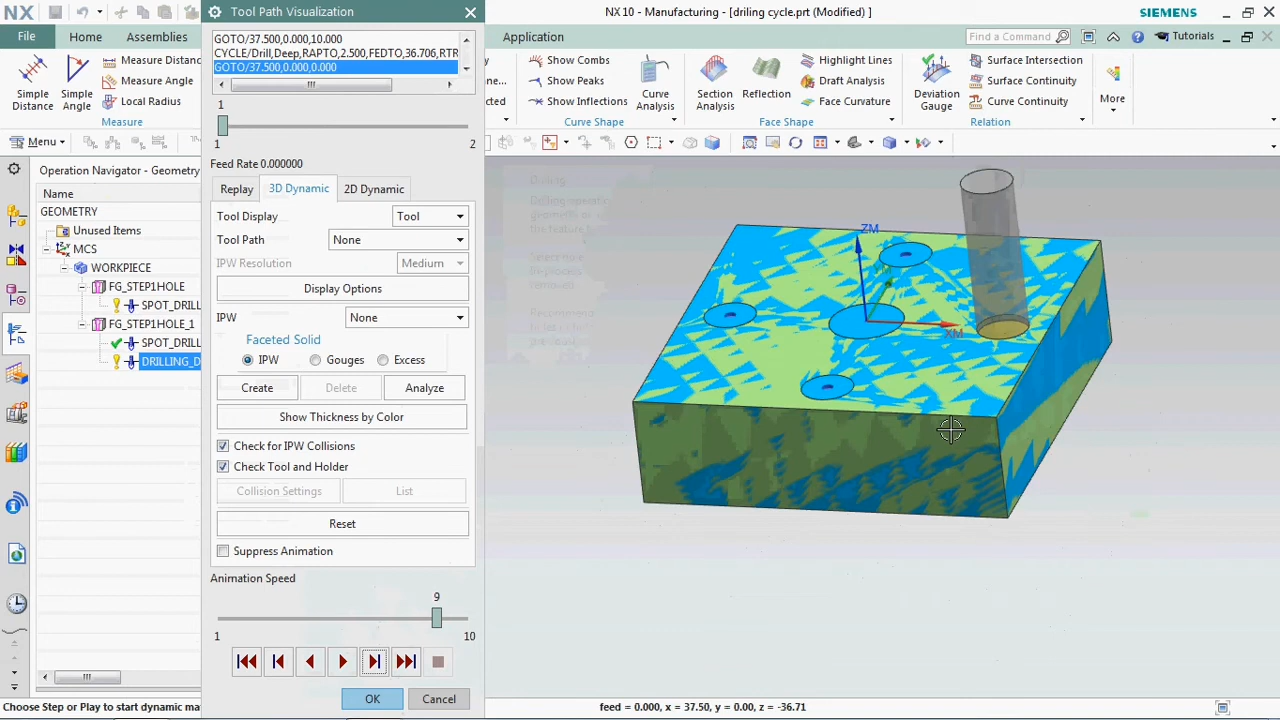 NX
Tool Path Visualization
NX 10 - Manufacturing - [driling cycle.prt (Modified) ]
SIEMENS
File
Home
Assemblies
Application
Find a Command
Tutorials
GOTO/37.500,0.000,10.000
CYCLE/Drill,Deep,RAPTO,2.500,FEDTO,36.706,RTR
GOTO/37.500,0.000,0.000
Simple Distance
Simple Angle
Measure Distanc
Measure Angle
Local Radius
Measure
Show Combs
Show Peaks
Show Inflections
Curve Analysis
Curve Shape
Section Analysis
Reflection
Highlight Lines
Draft Analysis
Face Curvature
Face Shape
Deviation Gauge
Surface Intersection
Surface Continuity
Curve Continuity
Relation
More
1
1
2
Menu
Operation Navigator - Geometry
Name
GEOMETRY
Unused Items
MCS
WORKPIECE
FG_STEP1HOLE
SPOT_DRILL
FG_STEP1HOLE_1
SPOT_DRILL
DRILLING_D
Feed Rate 0.000000
Replay
3D Dynamic
2D Dynamic
Tool Display
Tool
Tool Path
None
IPW Resolution
Medium
Display Options
IPW
None
Faceted Solid
IPW
Gouges
Excess
Create
Delete
Analyze
Show Thickness by Color
Check for IPW Collisions
Check Tool and Holder
Collision Settings
List
Reset
Suppress Animation
Animation Speed
9
1
10
OK
Cancel
ZM
XM
Choose Step or Play to start dynamic ma
feed = 0.000, x = 37.50, y = 0.00, z = -36.71